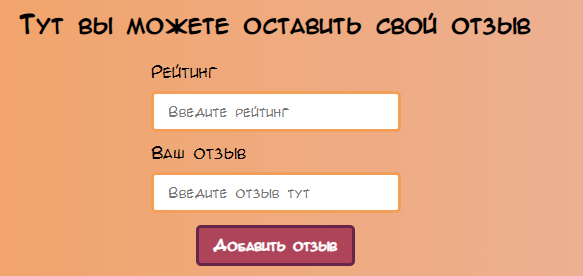 Тут вы можете оставить свой отзыв
Рейтинг
Введите рейтинг
Ваш отзыв
Введите отзыв тут
Добавить отзыв